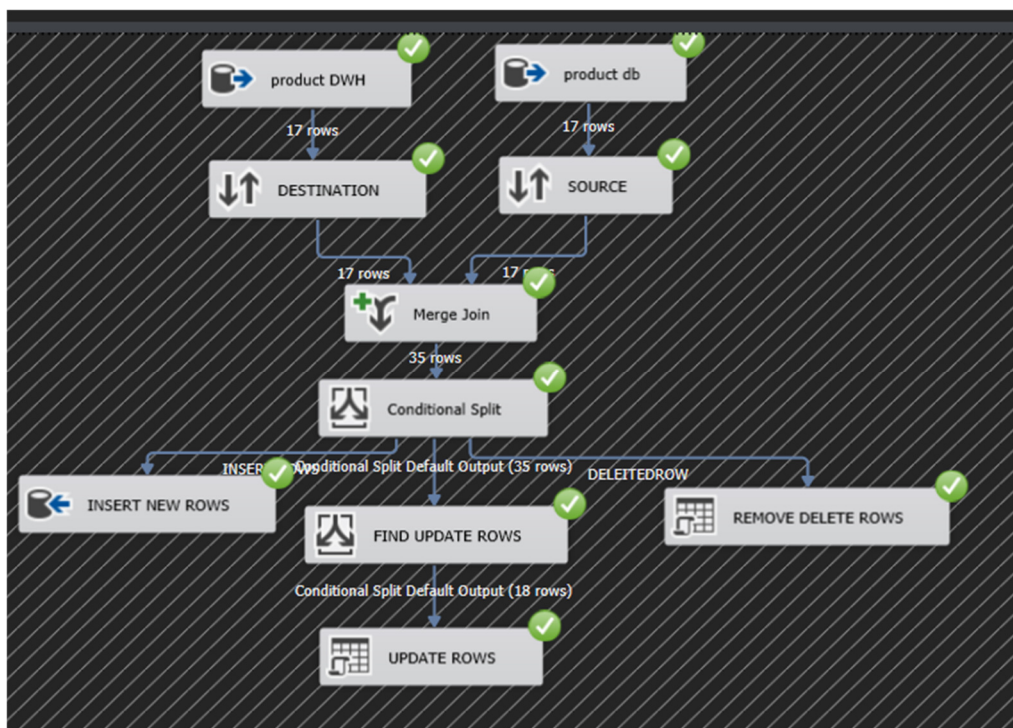 product DWH
product db
17 rows
17 rows
DESTINATION
SOURCE
17 rows
17
Merge Join
35 rows
Conditional Split
Conditional Split Default Output (35 rows)
DELEITEDROW
INSERT NEW ROWS
FIND UPDATE ROWS
REMOVE DELETE ROWS
Conditional Split Default Output (18 rows)
UPDATE ROWS